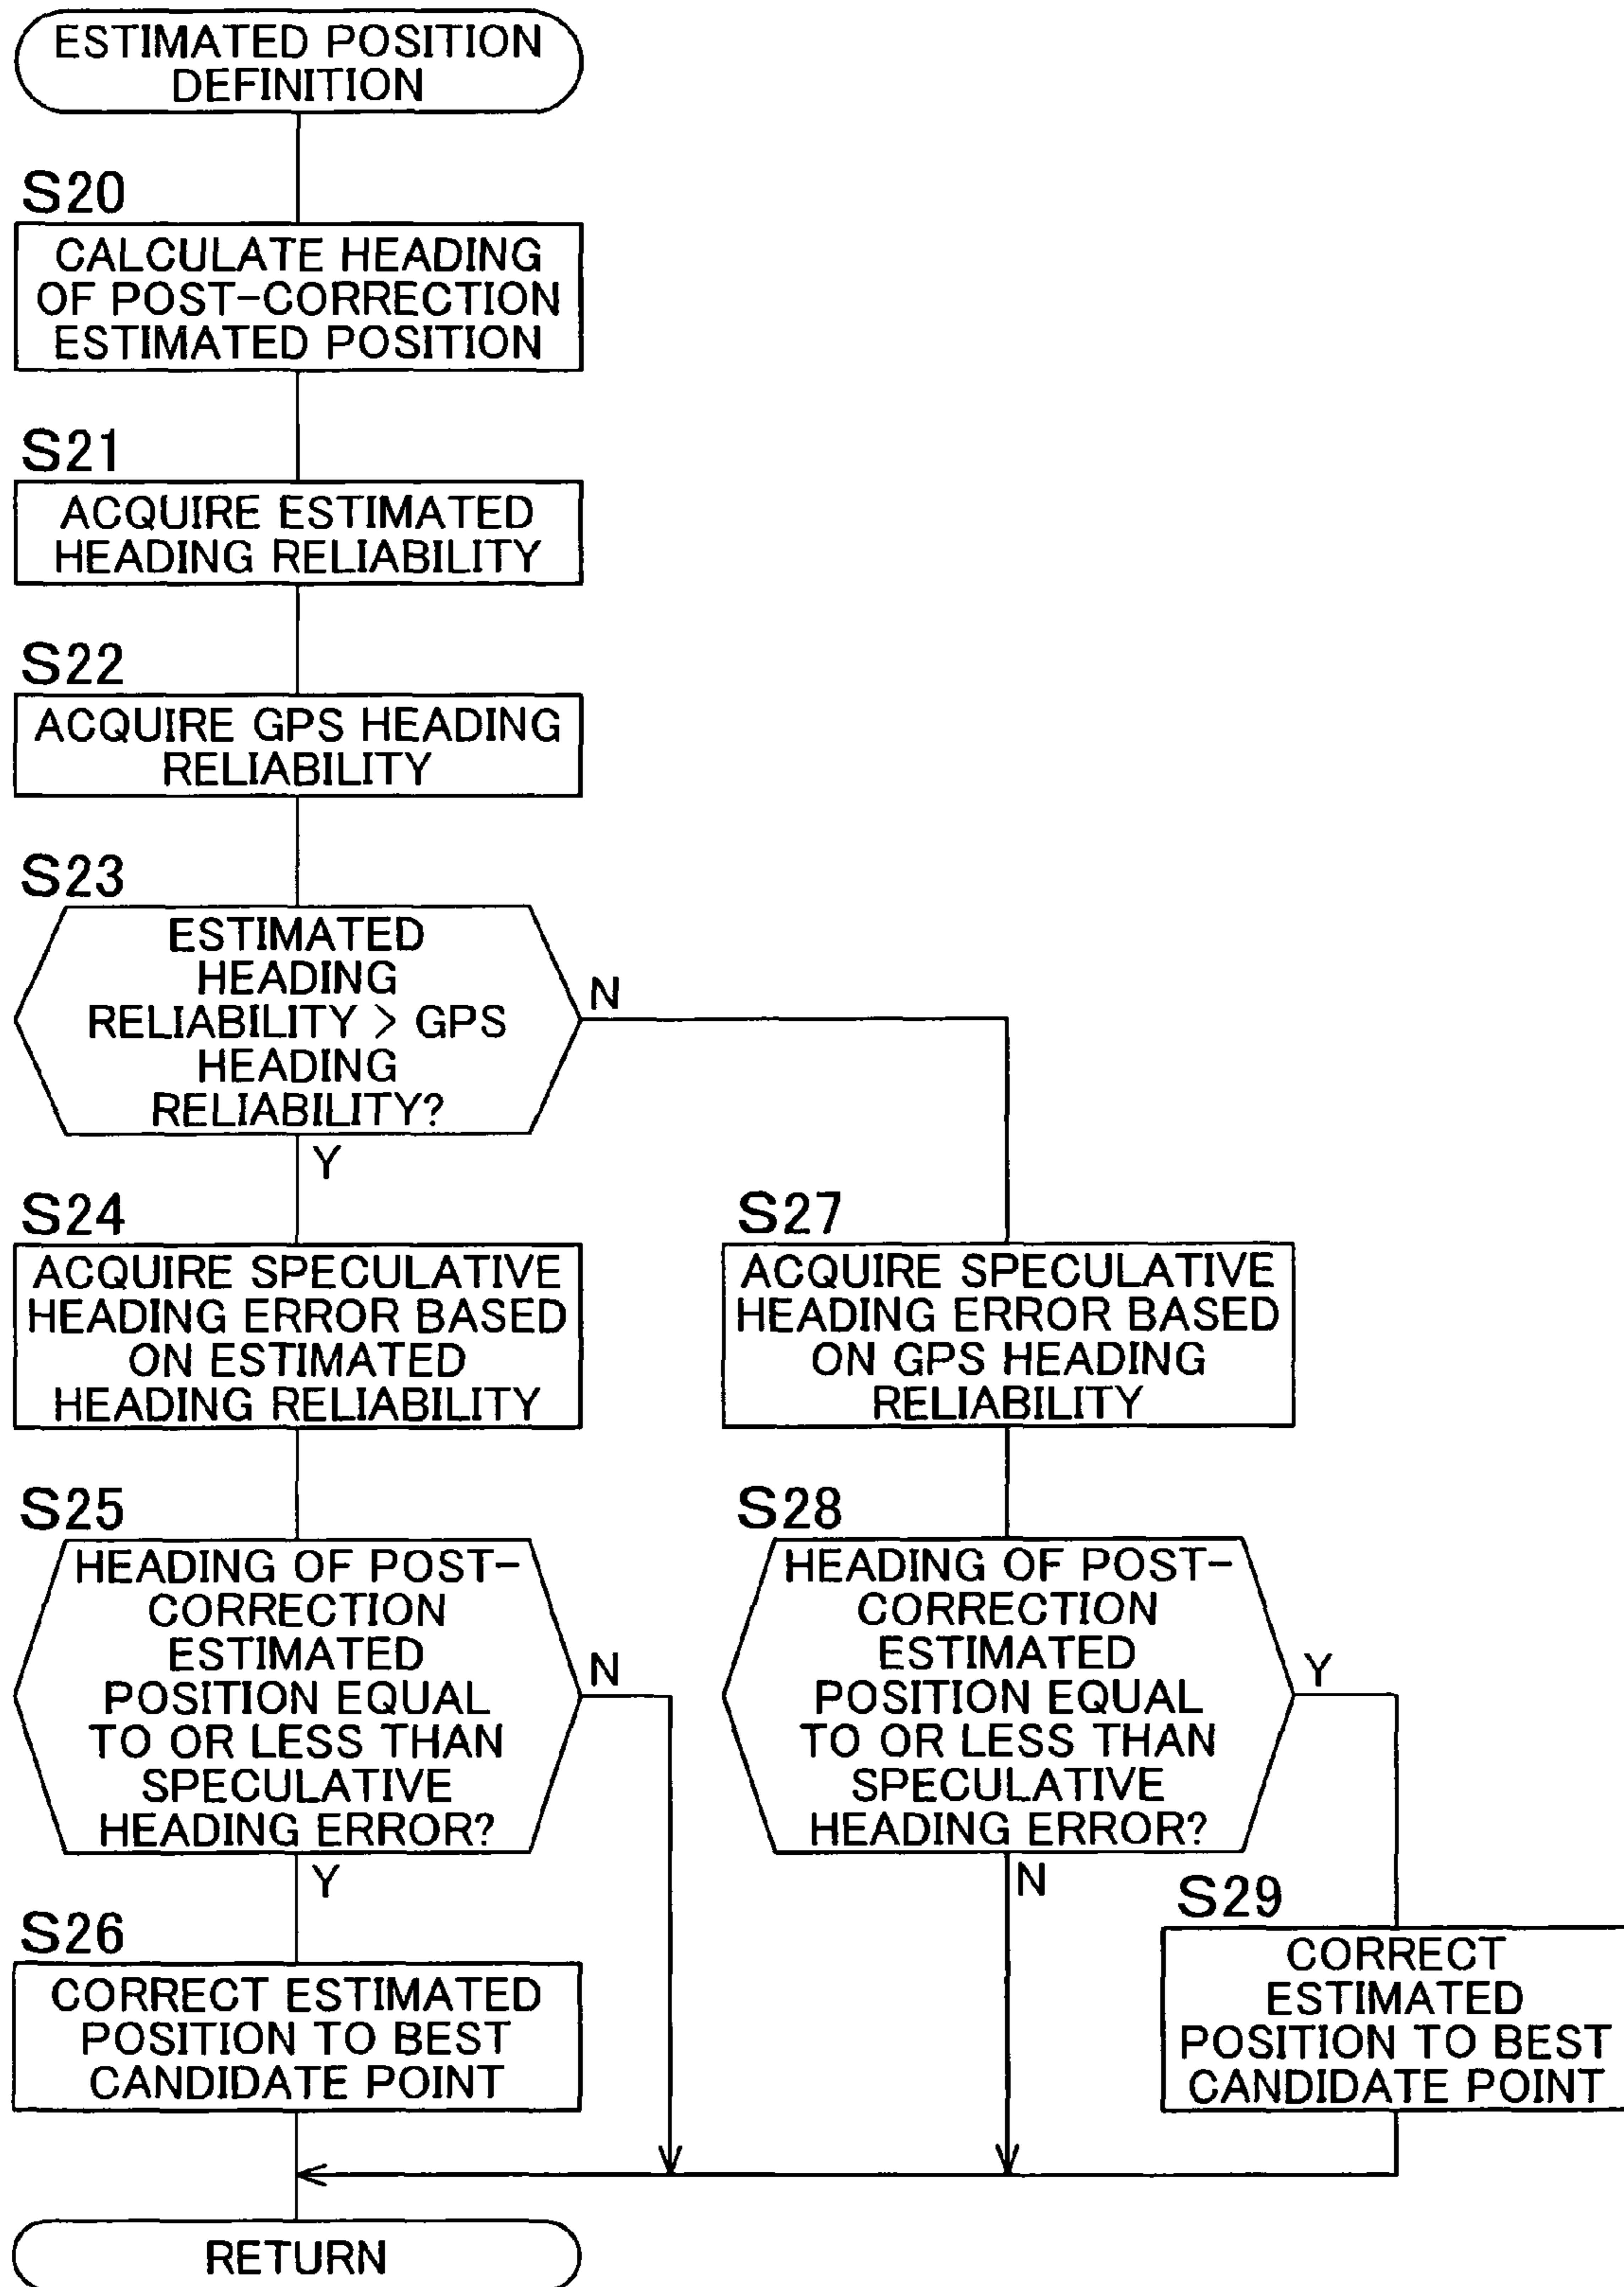 ESTIMATED POSITION
DEFINITION
S20
CALCULATE HEADING
OF POST-CORRECTION
ESTIMATED POSITION
S21
ACQUIRE ESTIMATED
HEADING RELIABILITY
S22
ACQUIRE GPS HEADING
RELIABILITY
S23
ESTIMATED
HEADING
RELIABILITY > GPS
HEADING
RELIABILITY?
N
Y
S24
ACQUIRE SPECULATIVE
HEADING ERROR BASED
ON ESTIMATED
HEADING RELIABILITY
S27
ACQUIRE SPECULATIVE
HEADING ERROR BASED
ON GPS HEADING
RELIABILITY
S25
HEADING OF POST-
CORRECTION
ESTIMATED
POSITION EQUAL
TO OR LESS THAN
SPECULATIVE
HEADING ERROR?
N
Y
S28
HEADING OF POST-
CORRECTION
ESTIMATED
POSITION EQUAL
TO OR LESS THAN
SPECULATIVE
HEADING ERROR?
Y
N
S26
CORRECT ESTIMATED
POSITION TO BEST
CANDIDATE POINT
S29
CORRECT
ESTIMATED
POSITION TO BEST
CANDIDATE POINT
RETURN